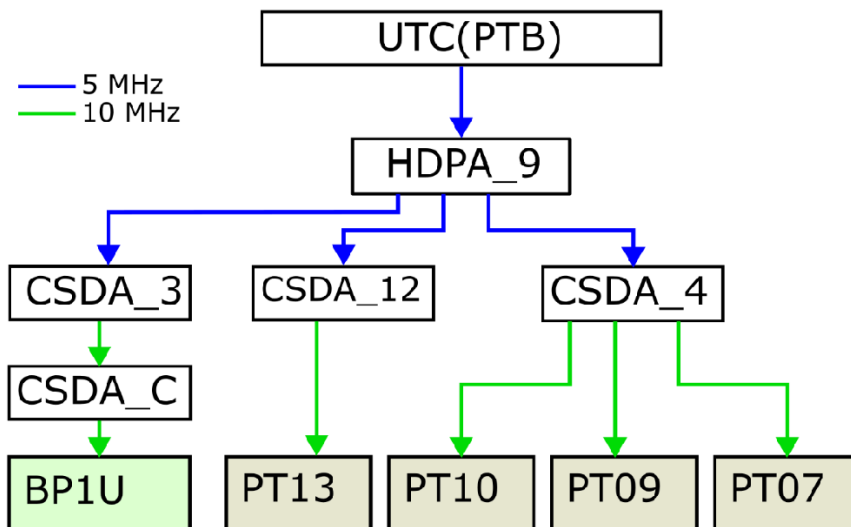 UTC(PTB)
5 MHz
10 MHz
HDPA_9
CSDA_3
CSDA_12
CSDA_4
CSDA_C
BP1U
PT13
PT10
PT09
PT07